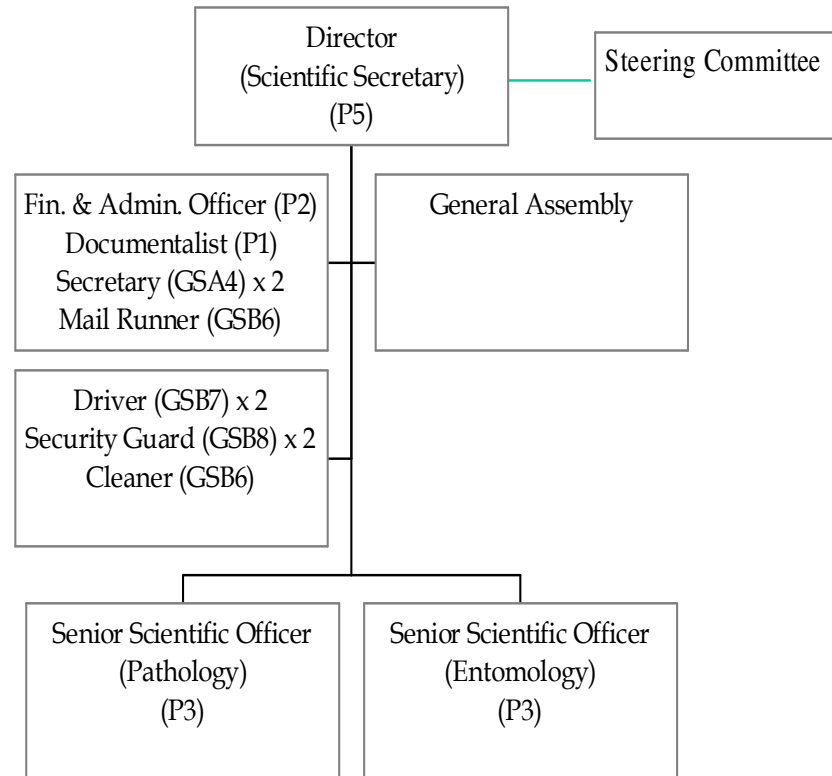 Director
(Scientific Secretary)
(P5)
Steering Committee
Fin. & Admin. Officer (P2)
Documentalist (P1)
Secretary (GSA4) x 2
Mail Runner (GSB6)
General Assembly
Driver (GSB7) x 2
Security Guard (GSB8) x 2
Cleaner (GSB6)
Senior Scientific Officer
(Pathology)
(P3)
Senior Scientific Officer
(Entomology)
(P3)